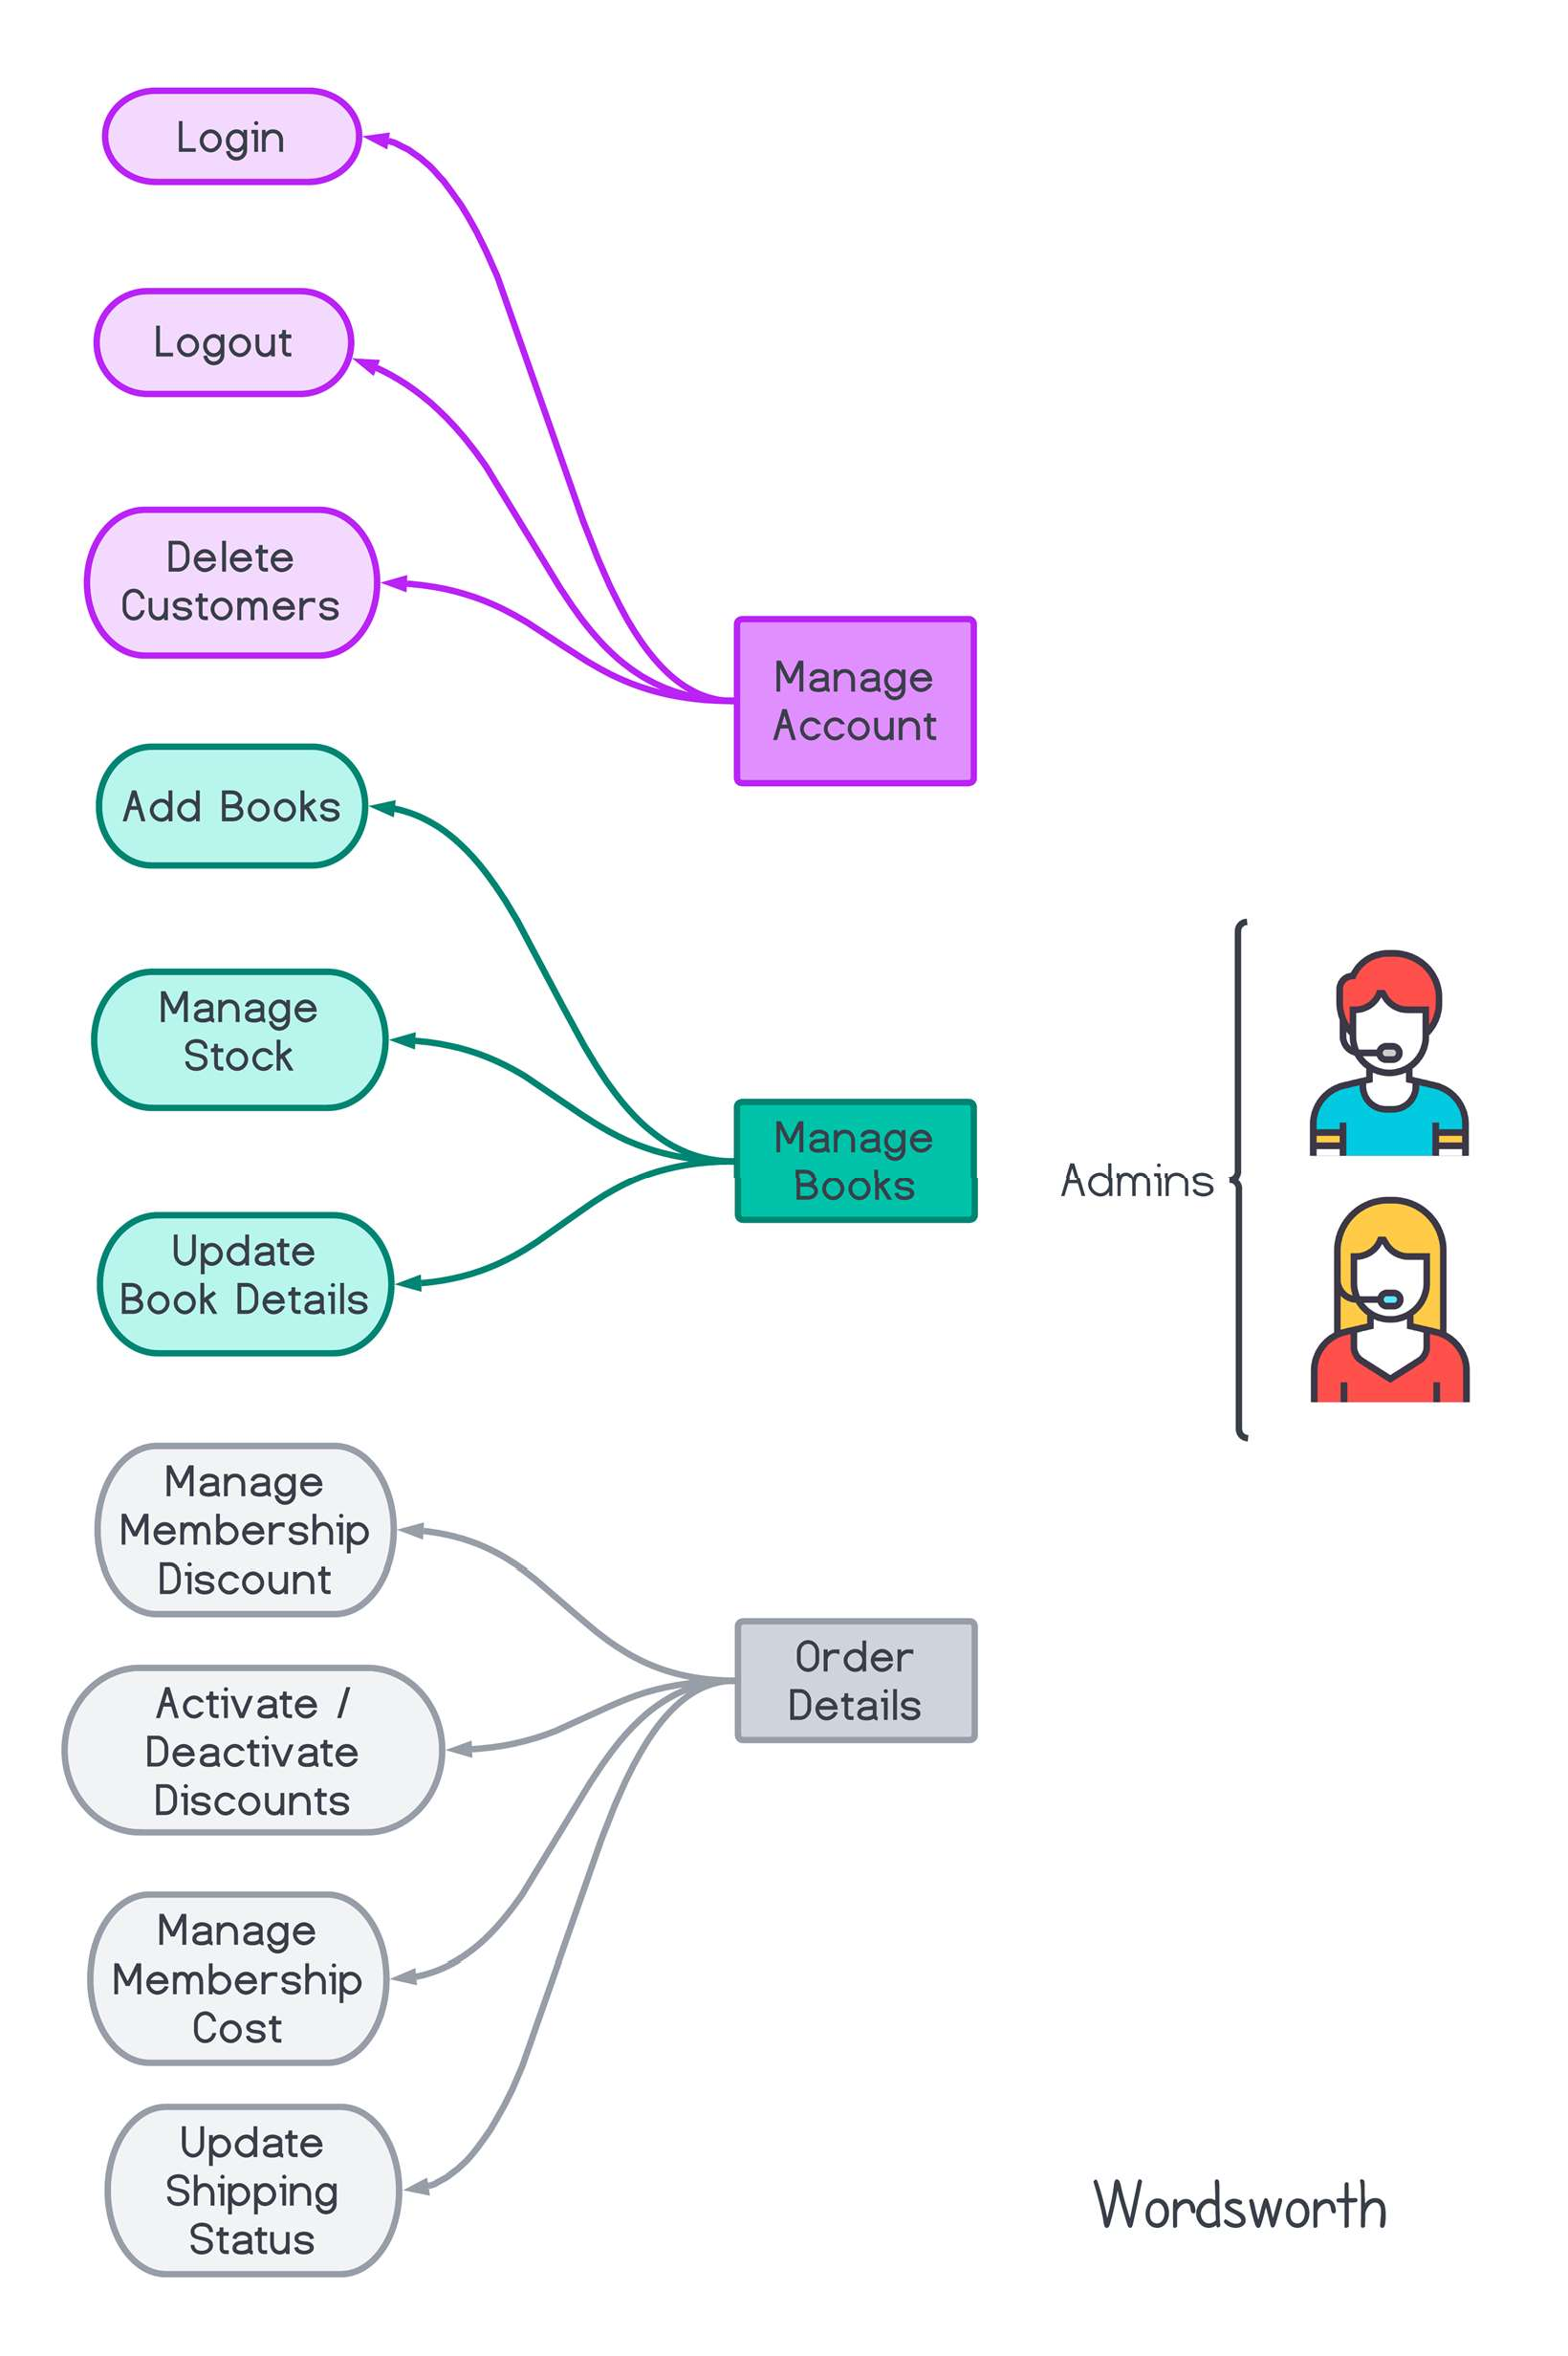 Login
Logout
Delete
Customers
Manage
Account
Add Books
Manage
Stock
Update
Book Details
Manage
Books
Admins
Manage
Membership
Discount
Activate /
Deactivate
Discounts
Manage
Membership
Cost
Update
Shipping
Status
Order
Details
Wordsworth